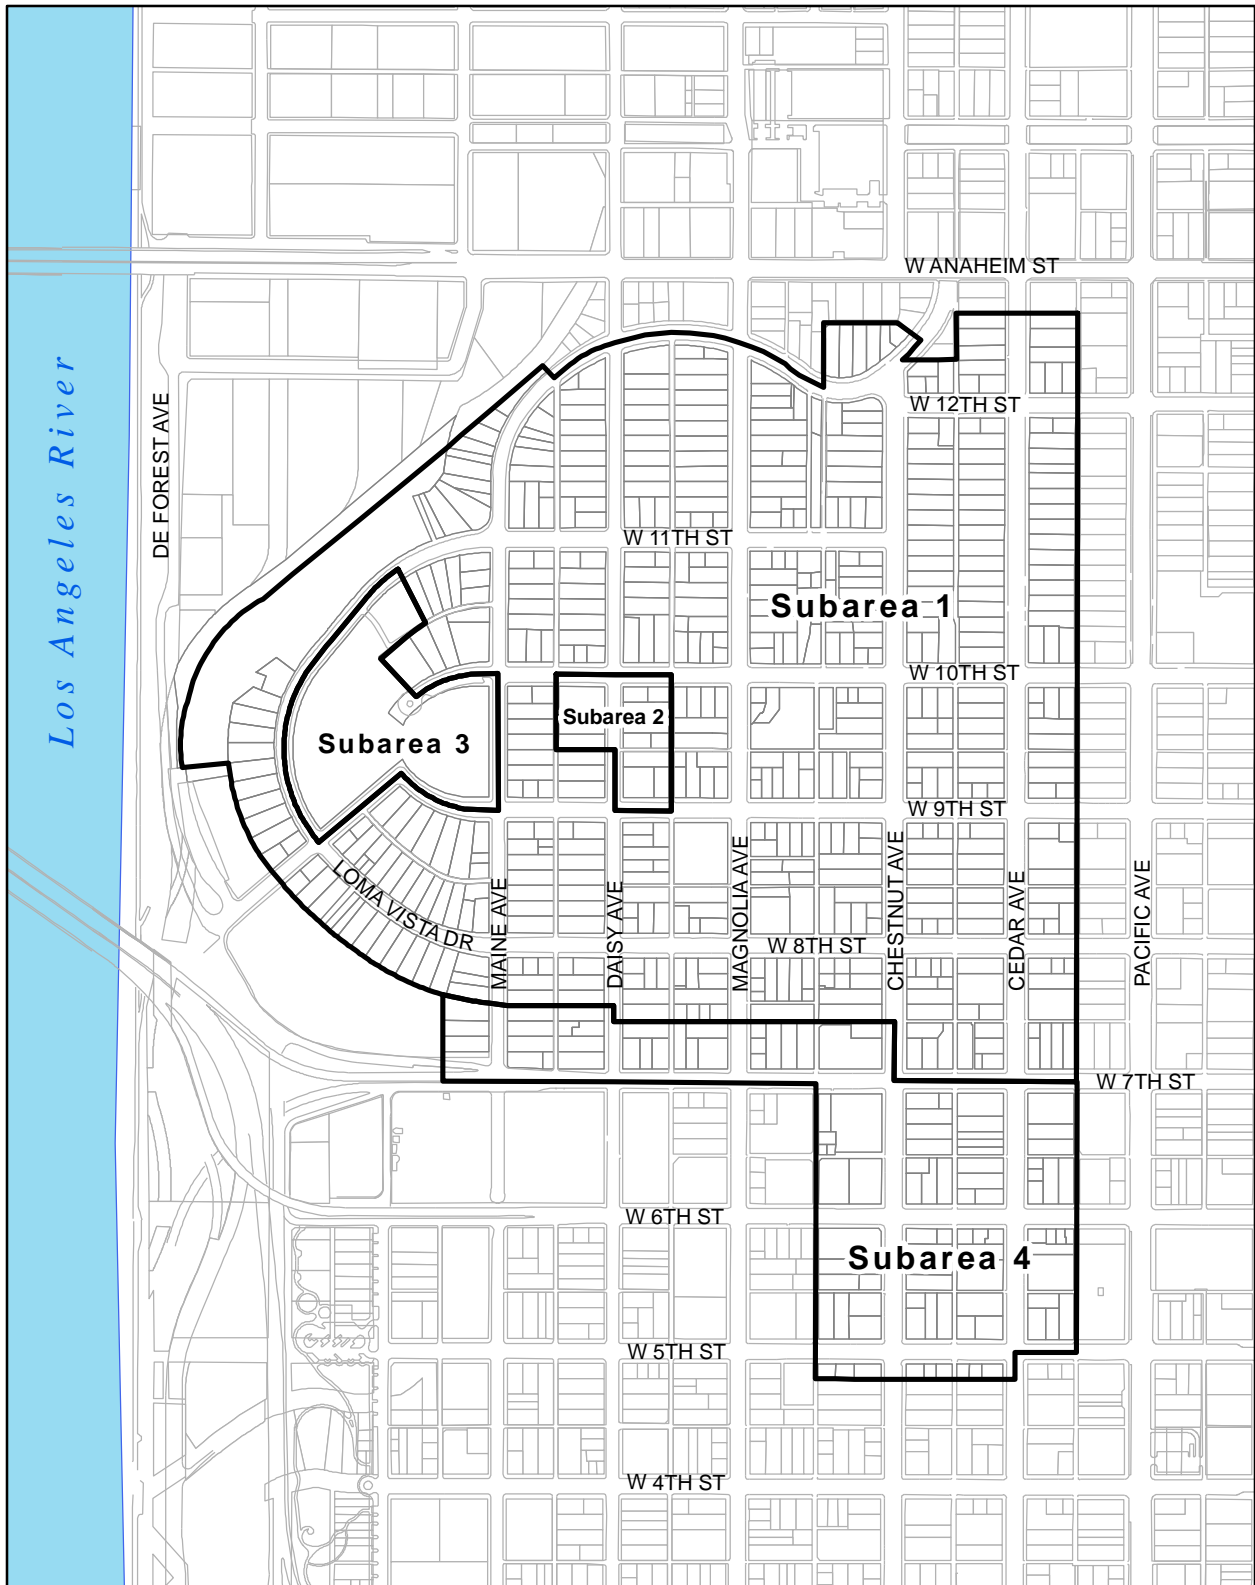 W ANAHEIM ST
W 12TH ST
Los Angeles River
DE FOREST AVE
W 11TH ST
Subarea 1
W 10TH ST
Subarea 2
Subarea 3
W 9TH ST
LOMA VISTA DR
MAINE AVE
DAISY AVE
MAGNOLIA AVE
CHESTNUT AVE
CEDAR AVE
PACIFIC AVE
W 8TH ST
W 7TH ST
W 6TH ST
Subarea 4
W 5TH ST
W 4TH ST